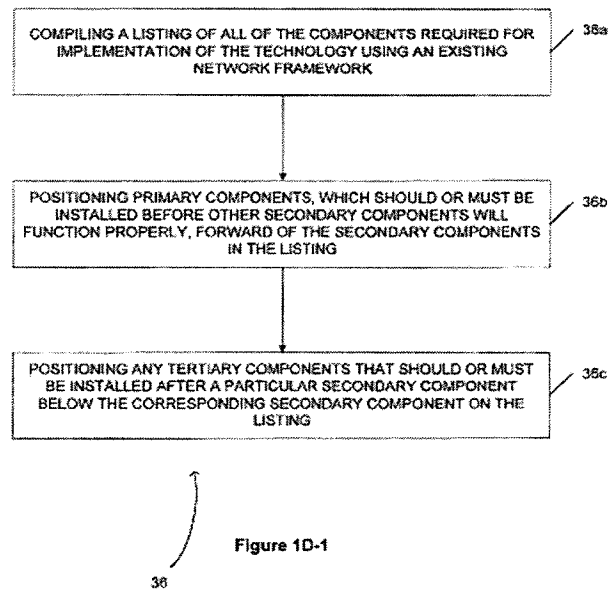 COMPILING A LISTING OF ALL OF THE COMPONENTS REQUIRED FOR
IMPLEMENTATION OF THE TECHNOLOGY USING AN EXISTING
NETWORK FRAMEWORK
36a
POSITIONING PRIMARY COMPONENTS, WHICH SHOULD OR MUST BE
INSTALLED BEFORE OTHER SECONDARY COMPONENTS WILL
FUNCTION PROPERLY, FORWARD OF THE SECONDARY COMPONENTS
IN THE LISTING
36b
POSITIONING ANY TERTIARY COMPONENTS THAT SHOULD OR MUST
BE INSTALLED AFTER A PARTICULAR SECONDARY COMPONENT
BELOW THE CORRESPONDING SECONDARY COMPONENT ON THE
LISTING
36c
Figure 1D-1
36